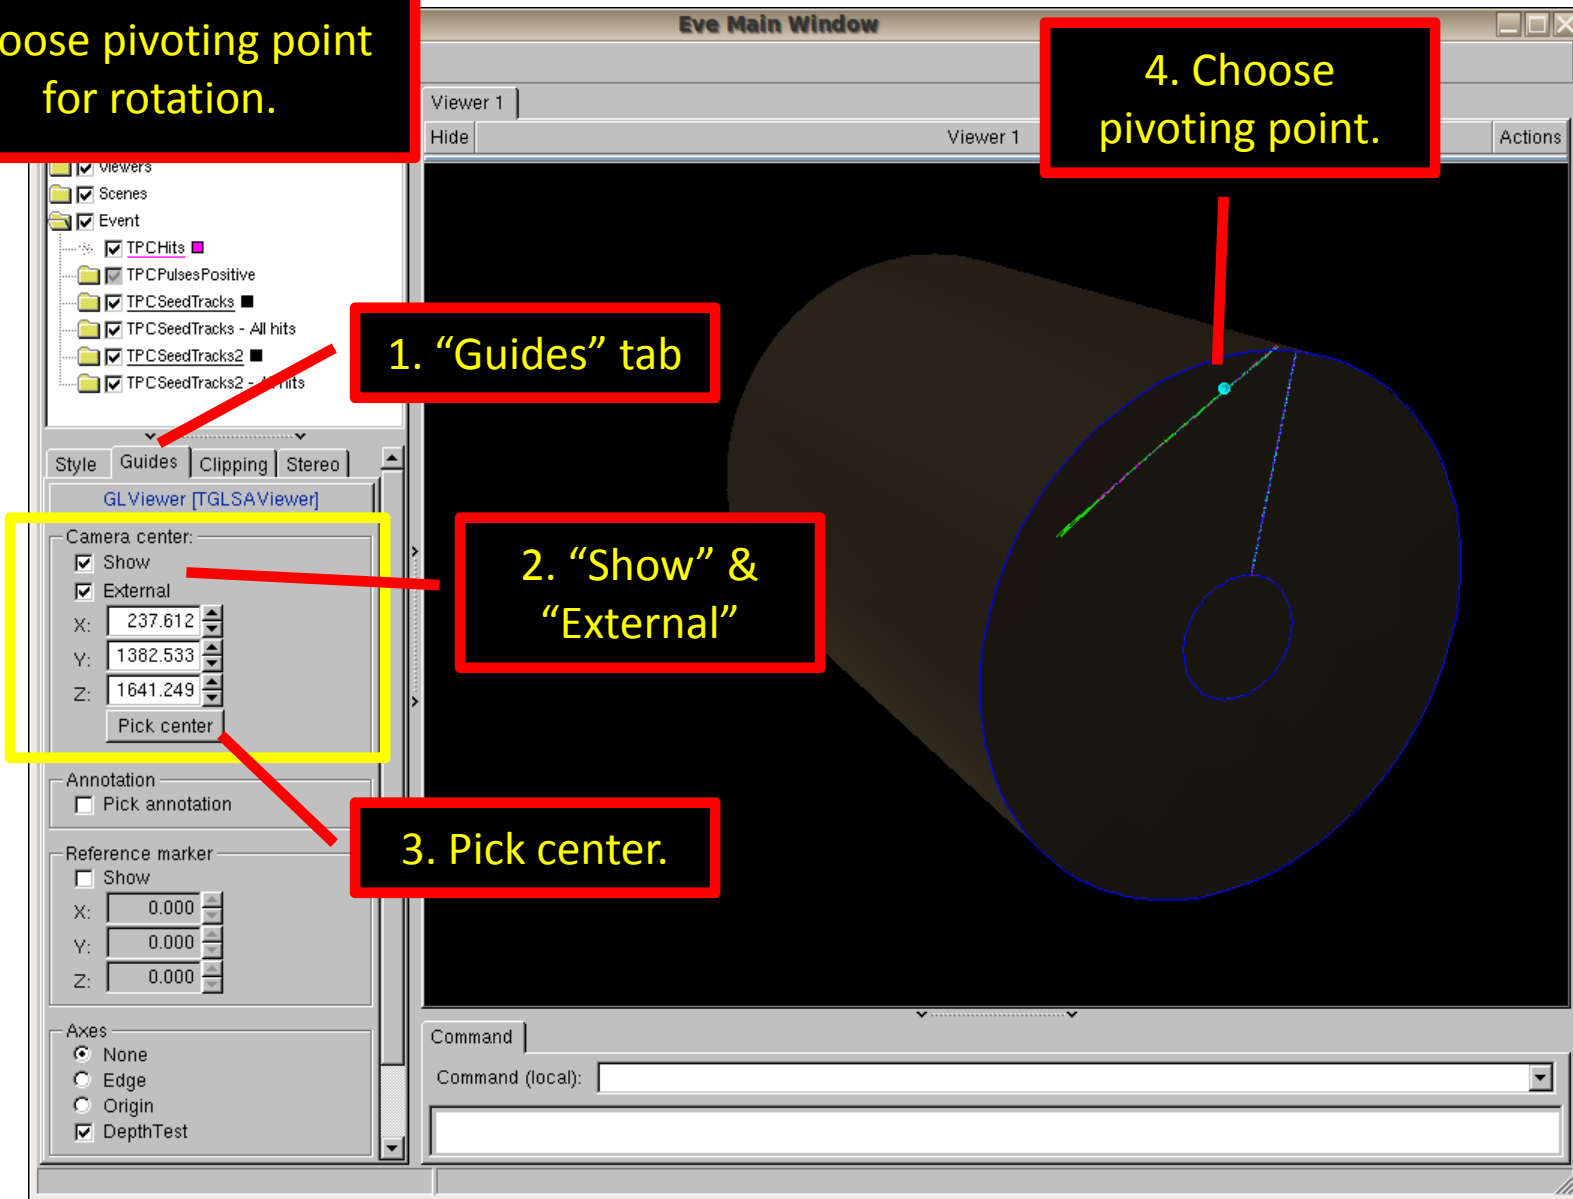 oose pivoting point
for rotation.
Eve Main Window
4. Choose
pivoting point.
Viewer 1
Hide
Viewer 1
Actions
Viewers
Scenes
Event
TPCHits
TPCPulsesPositive
TPCSeedTracks
TPCSeedTracks - All hits
TPCSeedTracks2
TPCSeedTracks2 - All hits
1. “Guides” tab
Style
Guides
Clipping
Stereo
GLViewer [TGLSAViewer]
Camera center:
Show
External
X: 237.612
Y: 1382.533
Z: 1641.249
Pick center
2. “Show” &
“External”
3. Pick center.
Annotation
Pick annotation
Reference marker
Show
X: 0.000
Y: 0.000
Z: 0.000
Axes
None
Edge
Origin
DepthTest
Command
Command (local):